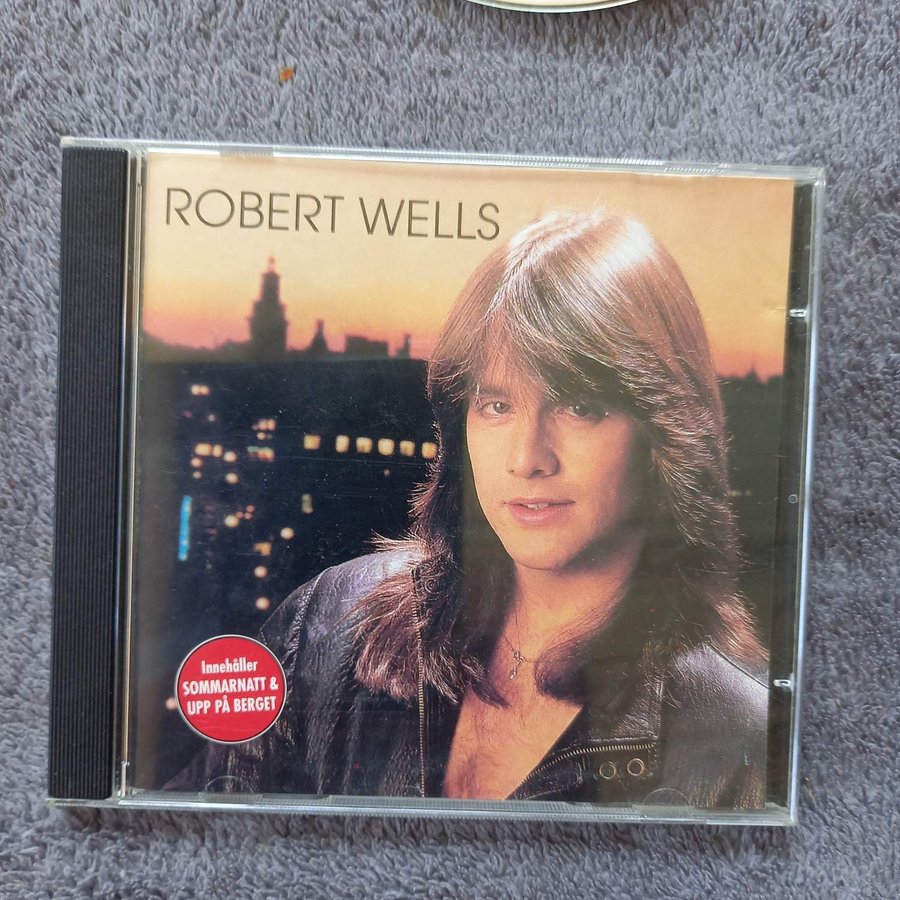 ROBERT WELLS
Innehåller
SOMMARNATT &
UPP PÅ BERGET